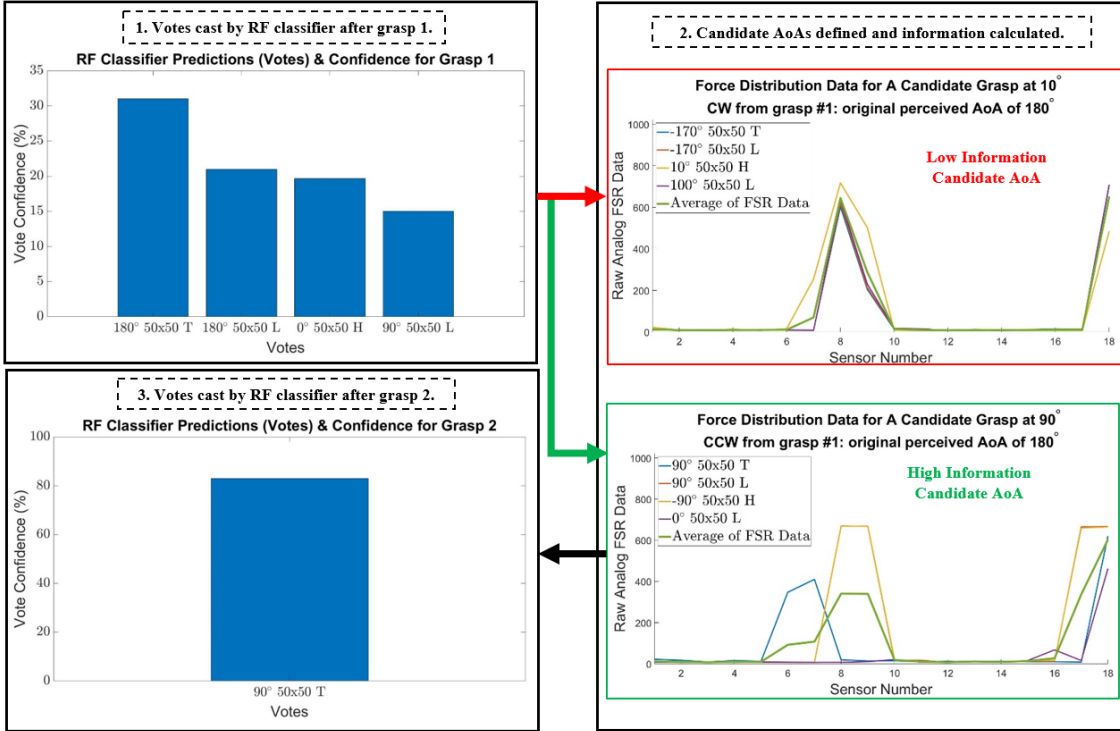 1. Votes cast by RF classifier after grasp 1.
RF Classifier Predictions (Votes) & Confidence for Grasp 1
Vote Confidence (%)
35
30
25
20
15
10
5
0
180° 50x50 T 180° 50x50 L 0° 50x50 H 90° 50x50 L
Votes
2. Candidate AoAs defined and information calculated.
Force Distribution Data for A Candidate Grasp at 10°
CW from grasp #1: original perceived AoA of 180°
Raw Analog FSR Data
1000
800
600
400
200
0
-170° 50x50 T
-170° 50x50 L
10° 50x50 H
100° 50x50 L
Average of FSR Data
Low Information
Candidate AoA
2 4 6 8 10 12 14 16 18
Sensor Number
3. Votes cast by RF classifier after grasp 2.
RF Classifier Predictions (Votes) & Confidence for Grasp 2
Vote Confidence (%)
100
80
60
40
20
0
90° 50x50 T
Votes
Force Distribution Data for A Candidate Grasp at 90°
CCW from grasp #1: original perceived AoA of 180°
Raw Analog FSR Data
1000
800
600
400
200
0
90° 50x50 T
90° 50x50 L
-90° 50x50 H
0° 50x50 L
Average of FSR Data
High Information
Candidate AoA
2 4 6 8 10 12 14 16 18
Sensor Number